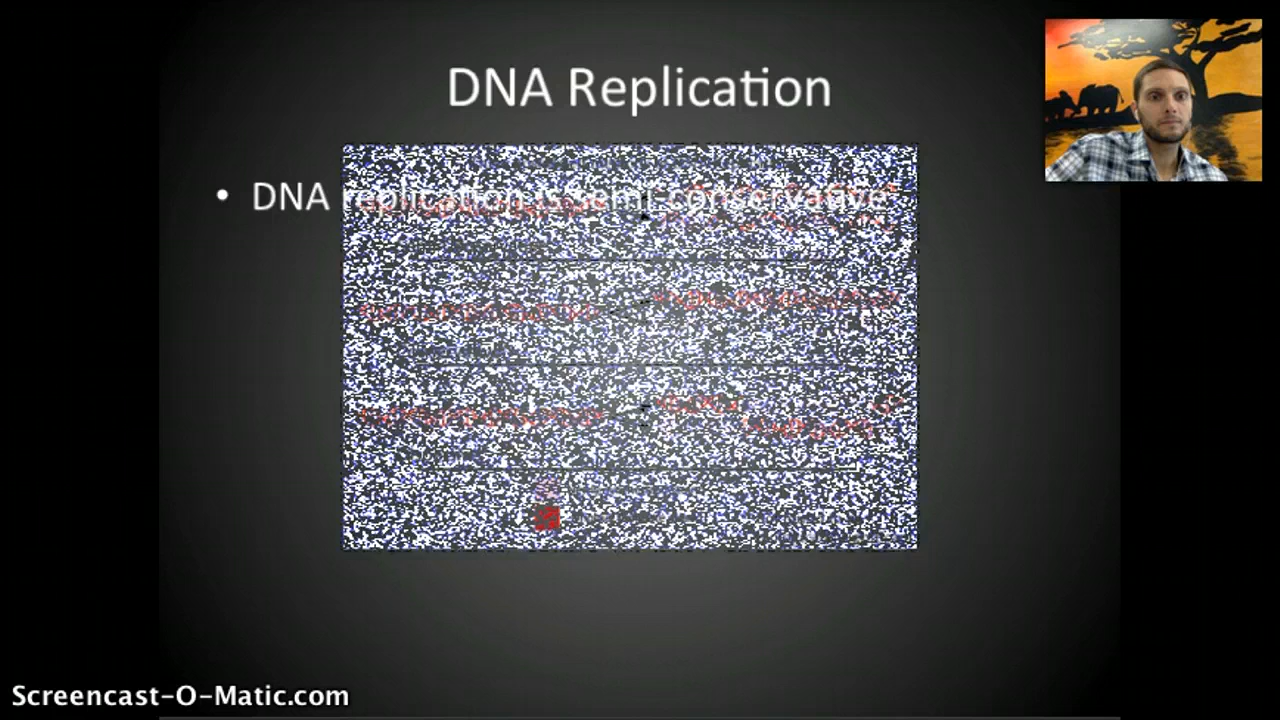 DNA Replication
• DNA replication is semi-conservative
Screencast-O-Matic.com